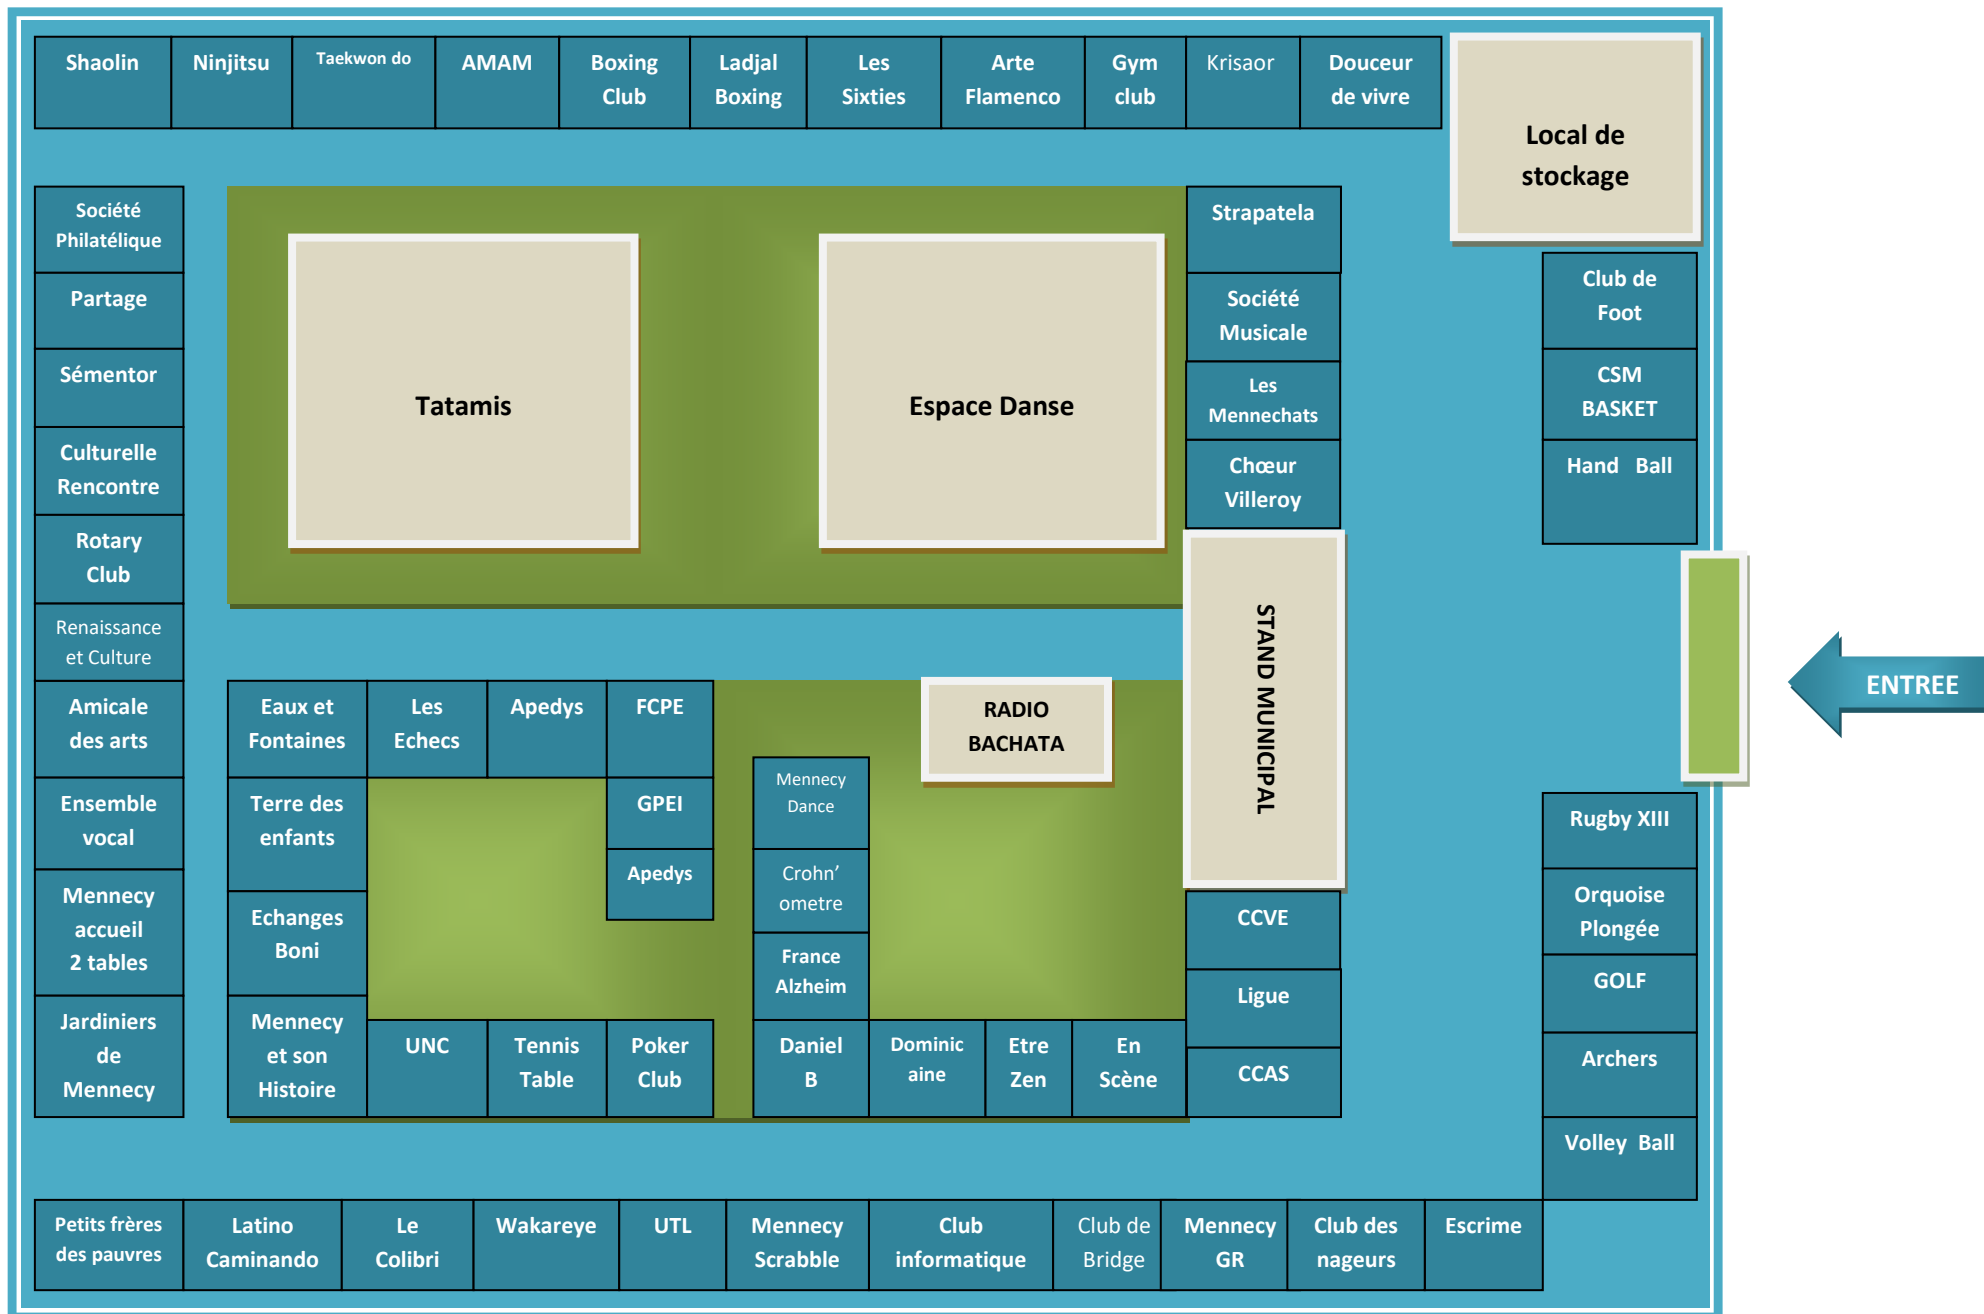 Shaolin
Ninjitsu
Taekwon do
AMAM
Boxing
Club
Ladjal
Boxing
Les
Sixties
Arte
Flamenco
Gym
club
Krisaor
Douceur
de vivre
Local de
stockage
Société
Philatélique
Partage
Sémentor
Culturelle
Rencontre
Rotary
Club
Renaissance
et Culture
Amicale
des arts
Ensemble
vocal
Mennecy
accueil
2 tables
Jardiniers
de
Mennecy
Tatamis
Espace Danse
Strapatela
Société
Musicale
Les
Mennechats
Chœur
Villeroy
STAND MUNICIPAL
Club de
Foot
CSM
BASKET
Hand Ball
ENTREE
Eaux et
Fontaines
Les
Echecs
Apedys
FCPE
RADIO
BACHATA
Terre des
enfants
GPEI
Apedys
Echanges
Boni
Mennecy
et son
Histoire
UNC
Tennis
Table
Poker
Club
Mennecy
Dance
Crohn’
ometre
France
Alzheim
Daniel
B
Dominic
aine
Etre
Zen
En
Scène
CCVE
Ligue
CCAS
Rugby XIII
Orquoise
Plongée
GOLF
Archers
Volley Ball
Petits frères
des pauvres
Latino
Caminando
Le
Colibri
Wakareye
UTL
Mennecy
Scrabble
Club
informatique
Club de
Bridge
Mennecy
GR
Club des
nageurs
Escrime